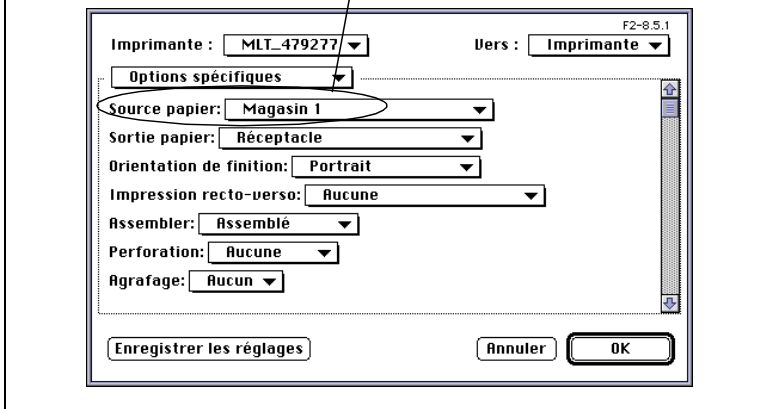 F2-8.5.1
Imprimante : MLT_479277 Vers : Imprimante
Options spécifiques
Source papier: Magasin 1
Sortie papier: Réceptacle
Orientation de finition: Portrait
Impression recto-verso: Aucune
Assembler: Assemblé
Perforation: Aucune
Agrafage: Aucun
Enregistrer les réglages Annuler OK